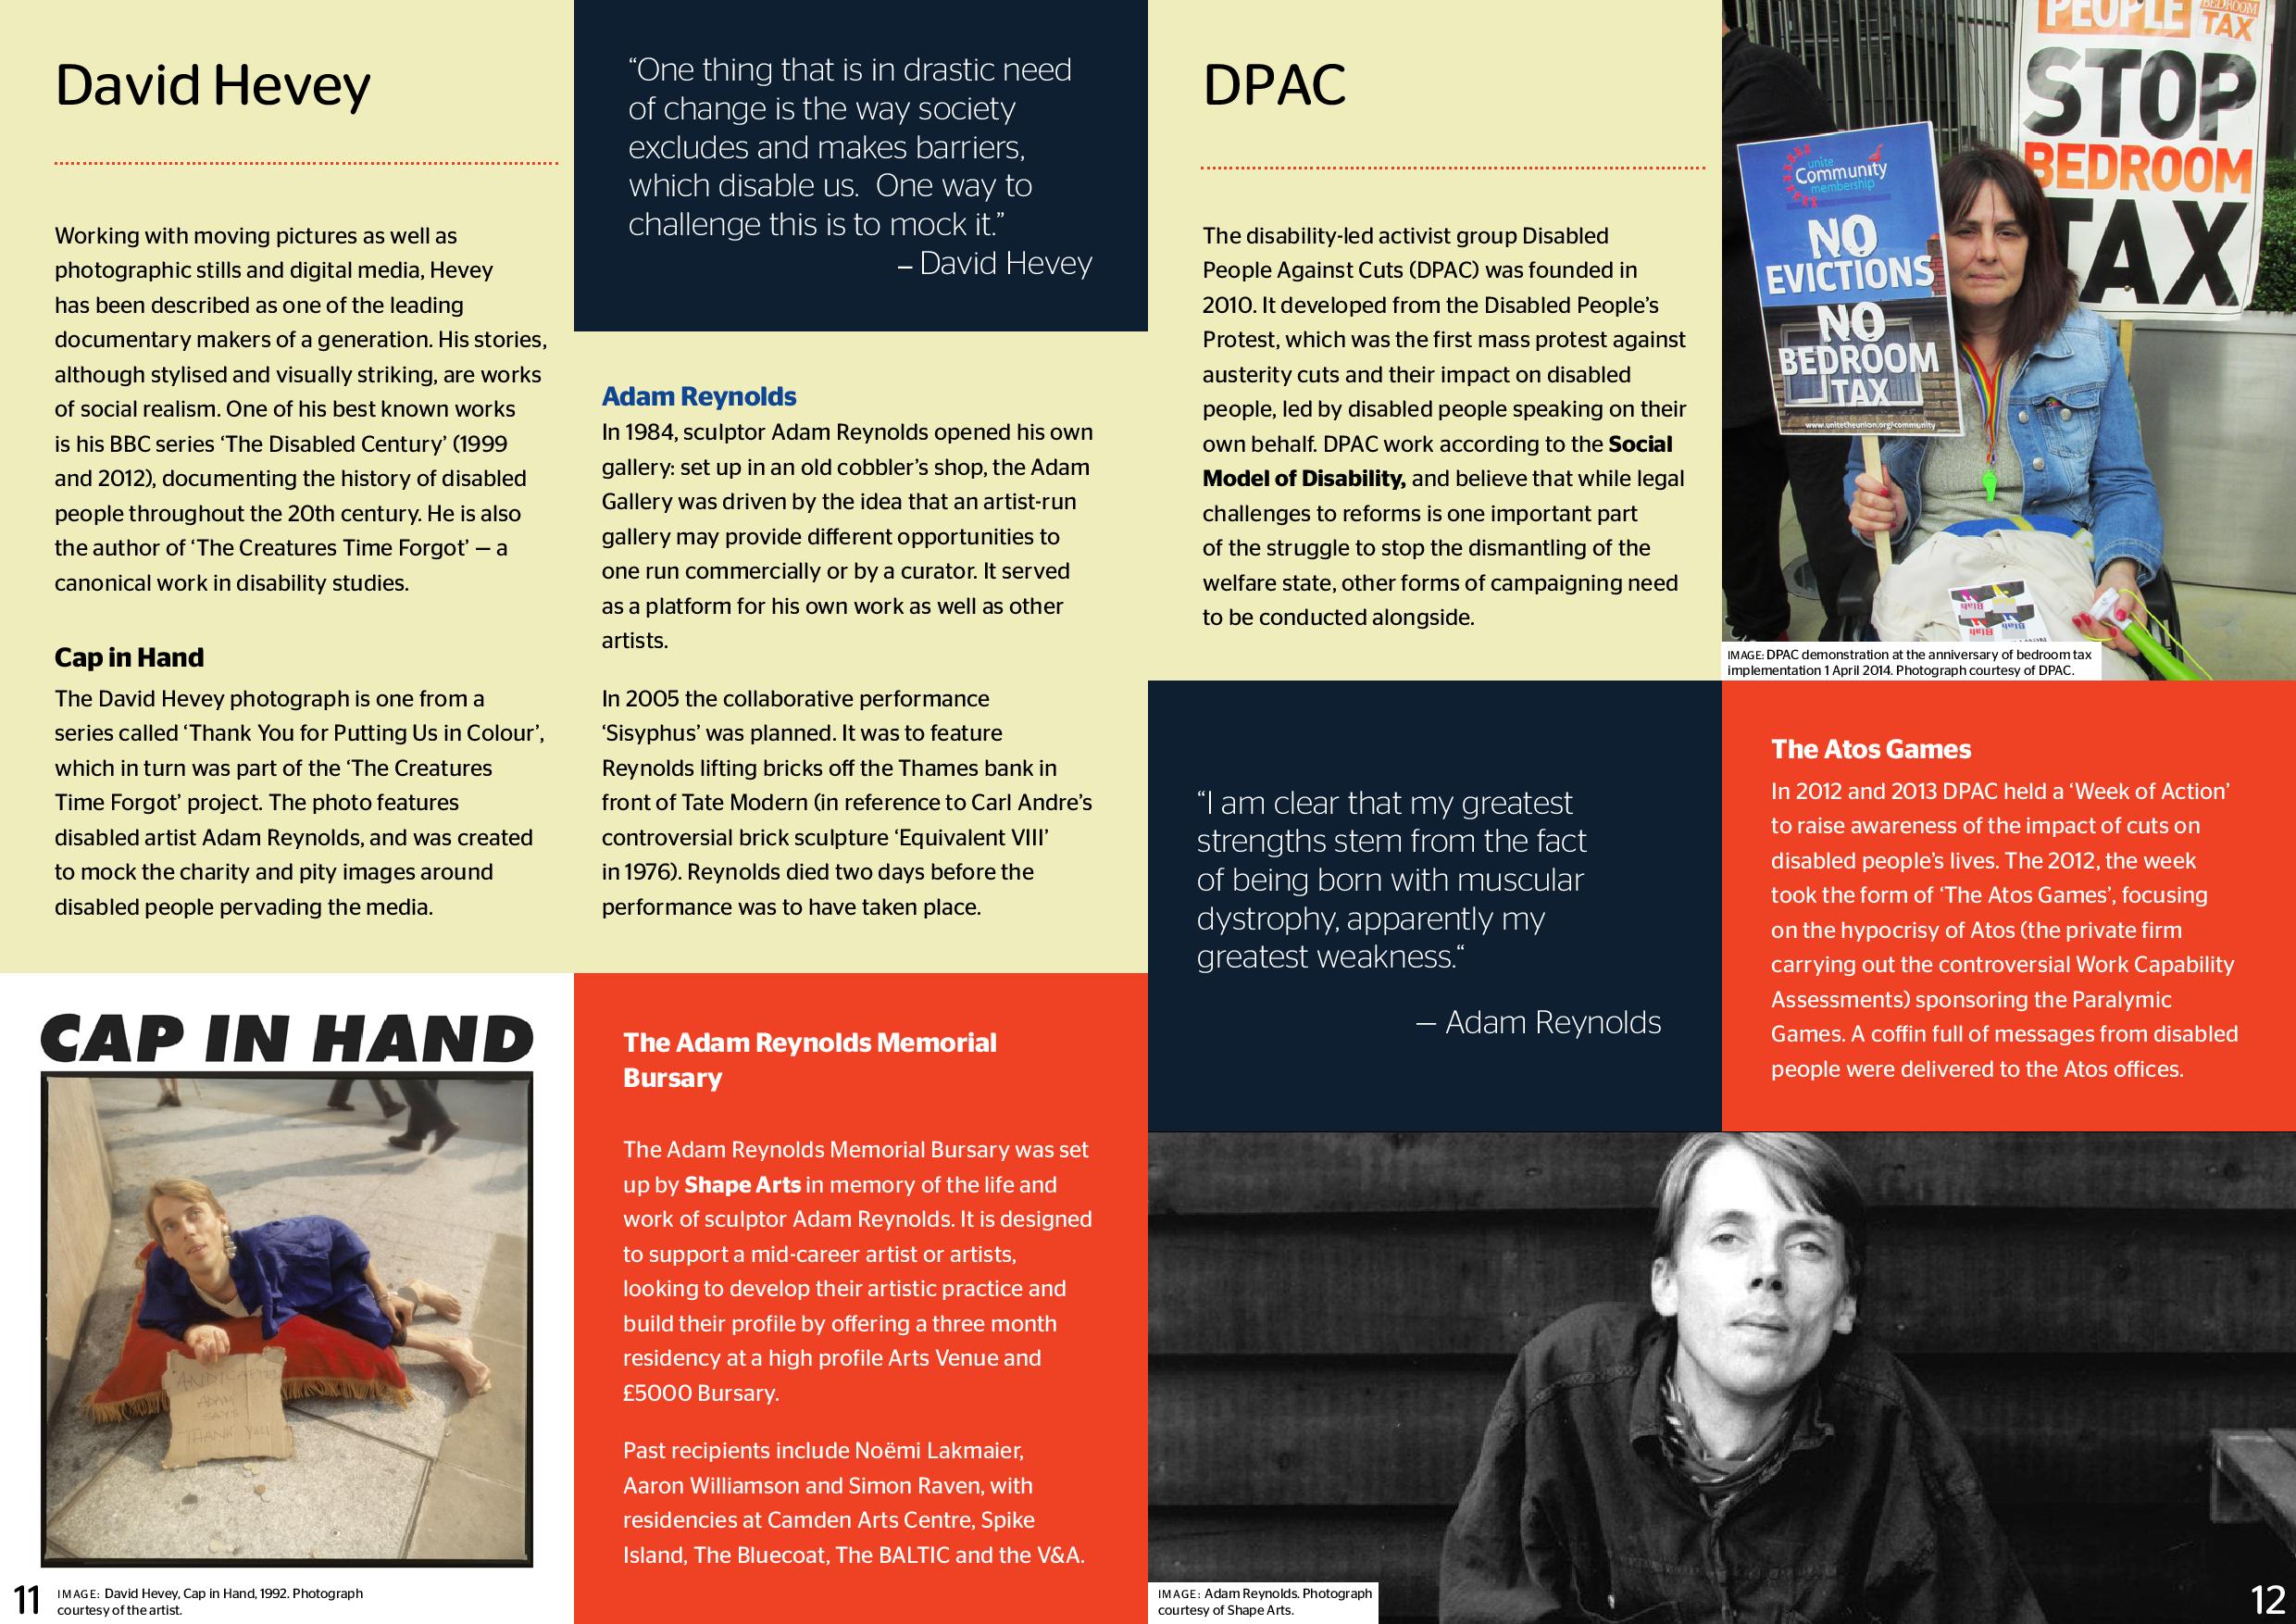 David Hevey
Working with moving pictures as well as
photographic stills and digital media, Hevey
has been described as one of the leading
documentary makers of a generation. His stories,
although stylised and visually striking, are works
of social realism. One of his best known works
is his BBC series ‘The Disabled Century’ (1999
and 2012), documenting the history of disabled
people throughout the 20th century. He is also
the author of ‘The Creatures Time Forgot’ – a
canonical work in disability studies.
Cap in Hand
The David Hevey photograph is one from a
series called ‘Thank You for Putting Us in Colour’,
which in turn was part of the ‘The Creatures
Time Forgot’ project. The photo features
disabled artist Adam Reynolds, and was created
to mock the charity and pity images around
disabled people pervading the media.
CAP IN HAND
ADAM
SAYS
THANK YOU
11
IMAGE: David Hevey, Cap in Hand, 1992. Photograph
courtesy of the artist.
“One thing that is in drastic need
of change is the way society
excludes and makes barriers,
which disable us.  One way to
challenge this is to mock it.”
– David Hevey
Adam Reynolds
In 1984, sculptor Adam Reynolds opened his own
gallery: set up in an old cobbler’s shop, the Adam
Gallery was driven by the idea that an artist-run
gallery may provide different opportunities to
one run commercially or by a curator. It served
as a platform for his own work as well as other
artists.
In 2005 the collaborative performance
‘Sisyphus’ was planned. It was to feature
Reynolds lifting bricks off the Thames bank in
front of Tate Modern (in reference to Carl Andre’s
controversial brick sculpture ‘Equivalent VIII’
in 1976). Reynolds died two days before the
performance was to have taken place.
The Adam Reynolds Memorial
Bursary
The Adam Reynolds Memorial Bursary was set
up by Shape Arts in memory of the life and
work of sculptor Adam Reynolds. It is designed
to support a mid-career artist or artists,
looking to develop their artistic practice and
build their profile by offering a three month
residency at a high profile Arts Venue and
£5000 Bursary.
Past recipients include Noëmi Lakmaier,
Aaron Williamson and Simon Raven, with
residencies at Camden Arts Centre, Spike
Island, The Bluecoat, The BALTIC and the V&A.
DPAC
The disability-led activist group Disabled
People Against Cuts (DPAC) was founded in
2010. It developed from the Disabled People’s
Protest, which was the first mass protest against
austerity cuts and their impact on disabled
people, led by disabled people speaking on their
own behalf. DPAC work according to the Social
Model of Disability, and believe that while legal
challenges to reforms is one important part
of the struggle to stop the dismantling of the
welfare state, other forms of campaigning need
to be conducted alongside.
PEOPLE
BEDROOM
TAX
STOP
BEDROOM
TAX
unite
Community
membership
NO
EVICTIONS
NO
BEDROOM
TAX
www.unitetheunion.org/community
Blah
Blah
Blah
IMAGE: DPAC demonstration at the anniversary of bedroom tax
implementation 1 April 2014. Photograph courtesy of DPAC.
“I am clear that my greatest
strengths stem from the fact
of being born with muscular
dystrophy, apparently my
greatest weakness.“
– Adam Reynolds
The Atos Games
In 2012 and 2013 DPAC held a ‘Week of Action’
to raise awareness of the impact of cuts on
disabled people’s lives. The 2012, the week
took the form of ‘The Atos Games’, focusing
on the hypocrisy of Atos (the private firm
carrying out the controversial Work Capability
Assessments) sponsoring the Paralymic
Games. A coffin full of messages from disabled
people were delivered to the Atos offices.
IMAGE: Adam Reynolds. Photograph
courtesy of Shape Arts.
12